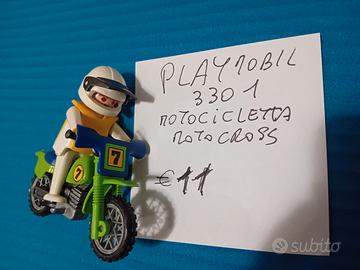 PLAYMOBIL
3301
MOTOCICLETTA
MOTOCROSS
€ 11
7
7
subito